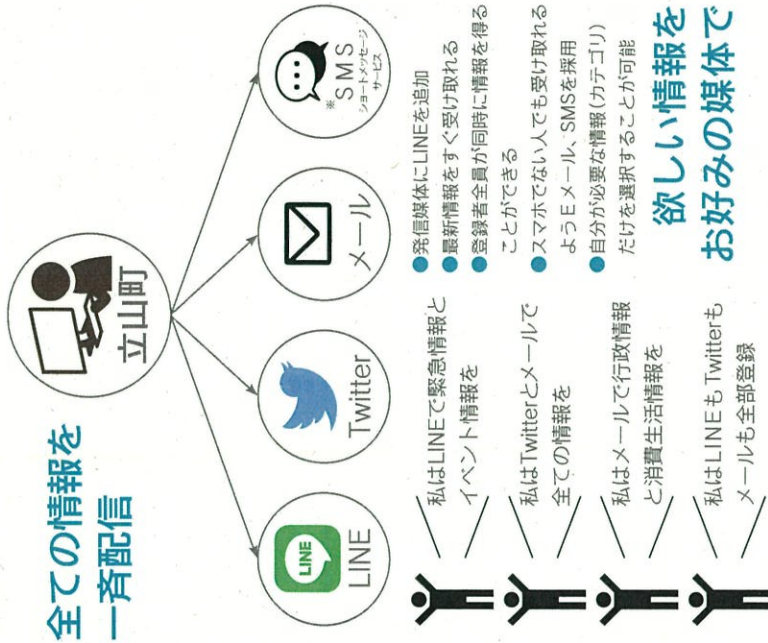 全ての情報を
一斉配信
立山町
LINE
LINE
Twitter
メール
※
SMS
ショートメッセージ
サービス
私はLINEで緊急情報と
イベント情報を
私はTwitterとメールで
全ての情報を
私はメールで行政情報
と消費生活情報を
私はLINEもTwitterも
メールも全部登録
●発信媒体にLINEを追加
●最新情報をすぐ受け取れる
●登録者全員が同時に情報を得る
ことができる
●スマホでない人でも受け取れる
ようEメール、SMSを採用
●自分が必要な情報(カテゴリ)
だけを選択することが可能
欲しい情報を
お好みの媒体で